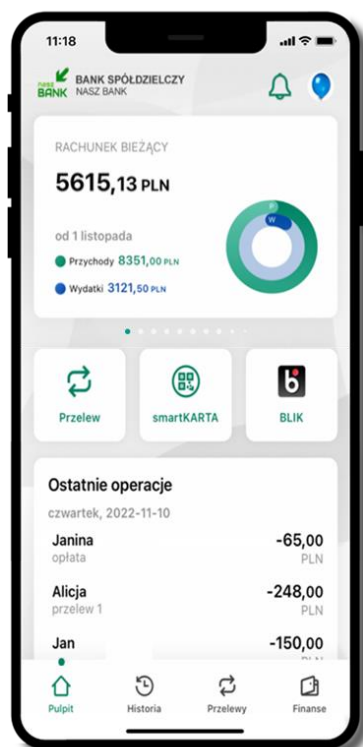 11:18
nasz
BANK
BANK SPÓŁDZIELCZY
NASZ BANK
RACHUNEK BIEŻĄCY
5615,13 PLN
od 1 listopada
Przychody 8351,00 PLN
Wydatki 3121,50 PLN
P
W
Przelew
smartKARTA
BLIK
Ostatnie operacje
czwartek, 2022-11-10
Janina
-65,00
opłata
PLN
Alicja
-248,00
przelew 1
PLN
Jan
-150,00
Pulpit
Historia
Przelewy
Finanse